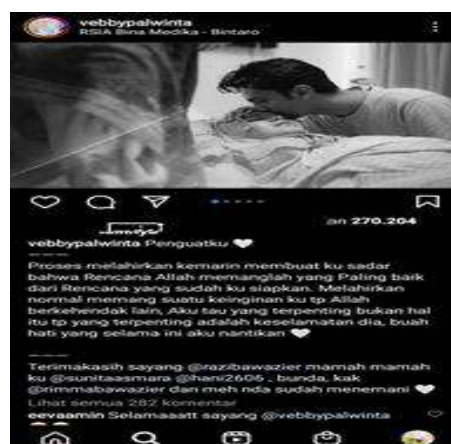 vebbypalwinta
RSIA Bina Medika - Bintaro
an 270.204
vebbypalwinta Penguatku 🤍
Proses melahirkan kemarin membuat ku sadar
bahwa Rencana Allah memanglah yang Paling baik
dari Rencana yang sudah ku siapkan. Melahirkan
normal memang suatu keinginan ku tp Allah
berkehendak lain, Aku tau yang terpenting bukan hal
itu tp yang terpenting adalah keselamatan dia, buah
hati yang selama ini aku nantikan 🤍
Terimakasih sayang @razibawazier mamah mamah
ku @sunitaasmara @hani2605 , bunda, kak
@rimmabawazier dan meh nda sudah menemani 🤍
Lihat semua 282 komentar
eevaamin Selamaaatt sayang @vebbypalwinta